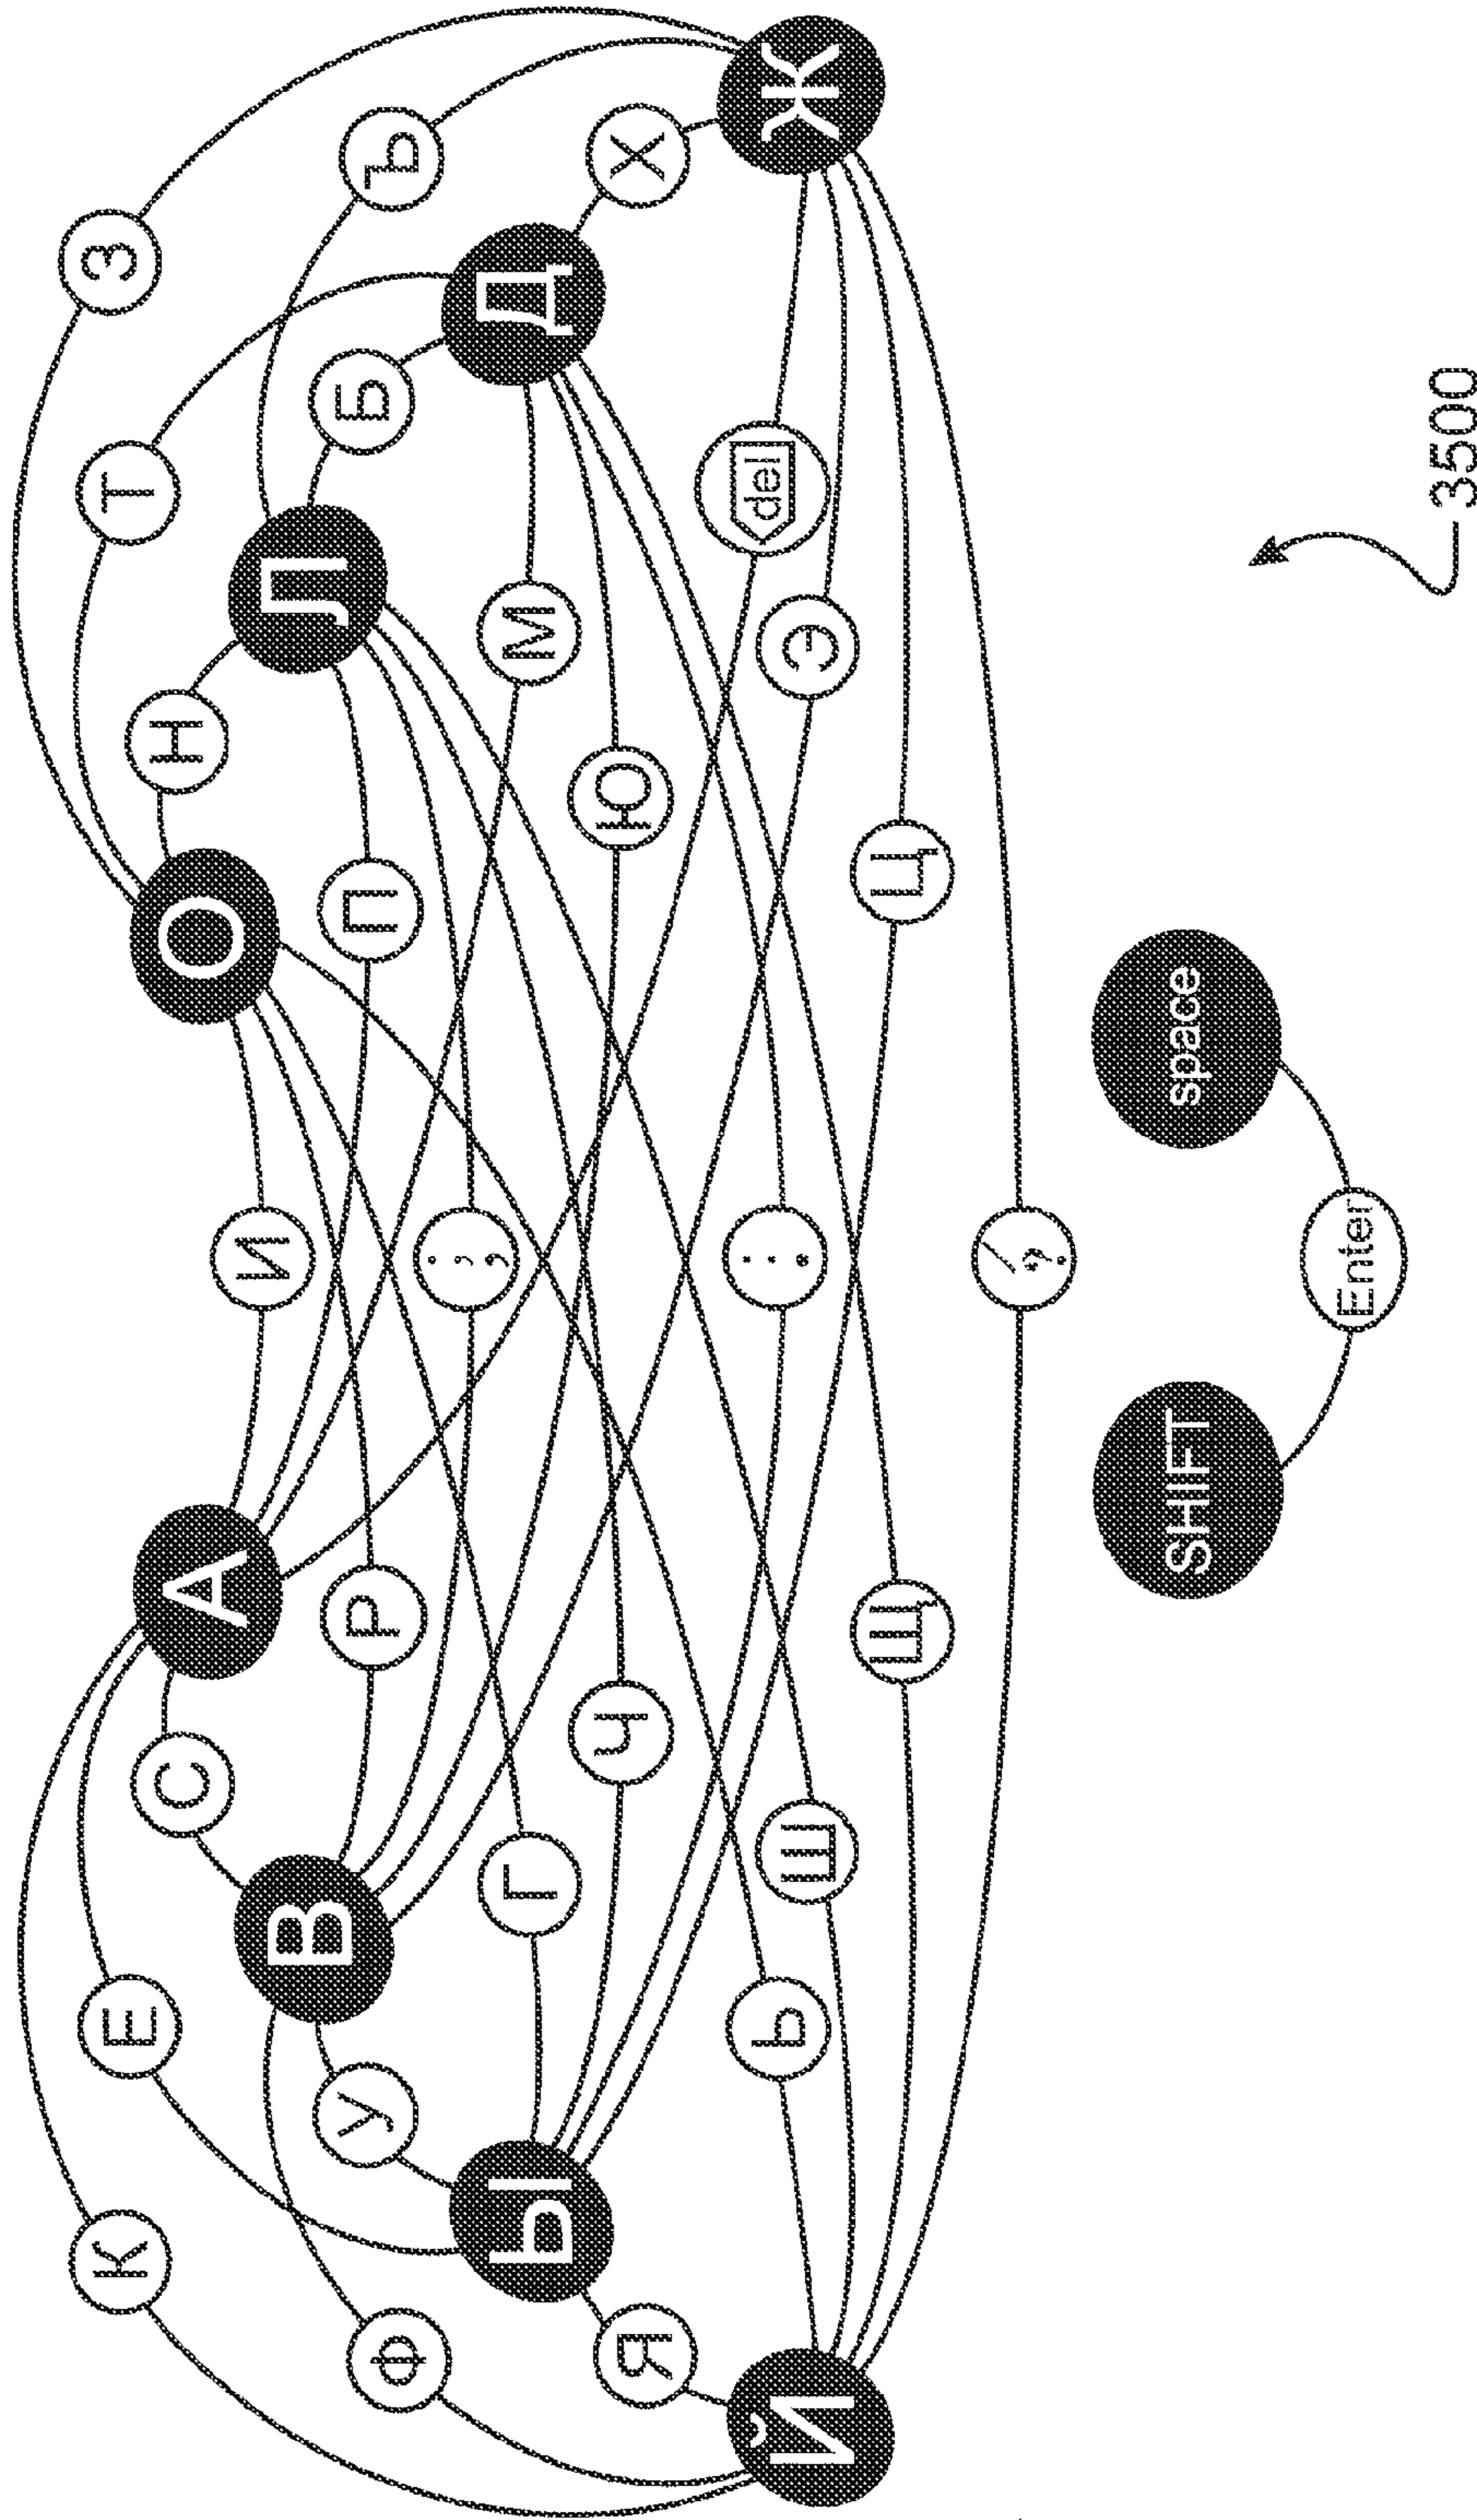 К Е С А О Н Т З
И
В Л
У Р П Б
Ф Ъ
;
,
Ы Г М Д
Ч Ю
Я Х
Ь : del
.
Й Ш Э Ж
Щ Ц
/
SHIFT space
Enter
3500